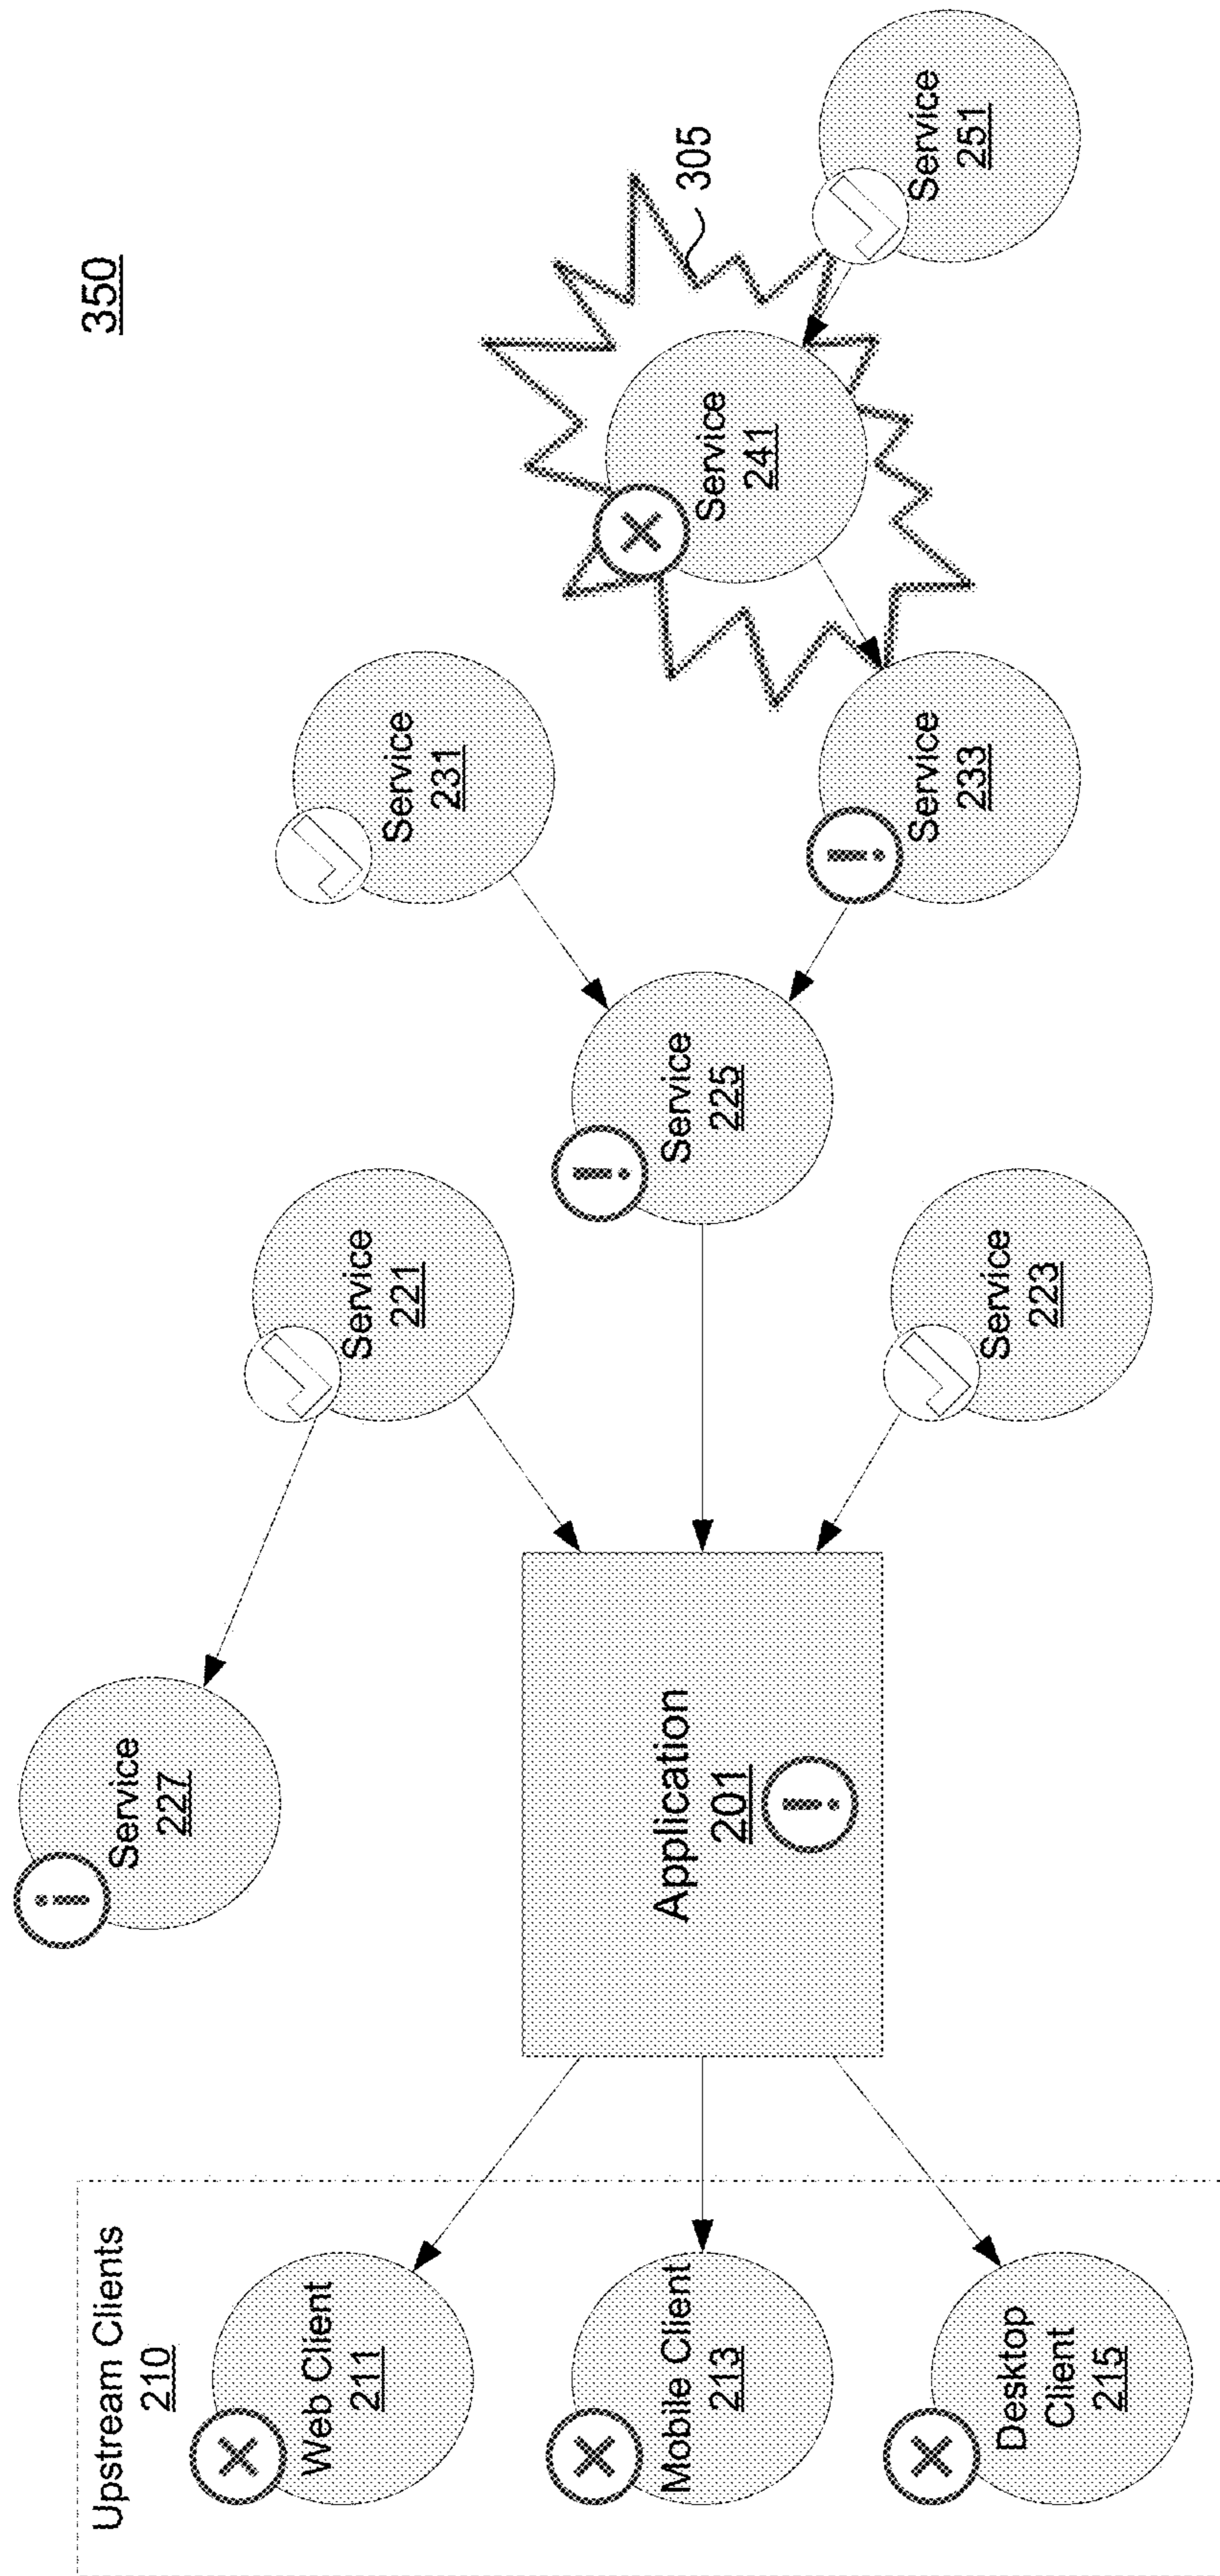 350
Upstream Clients
210
Web Client
211
Mobile Client
213
Desktop
Client
215
Application
201
Service
227
Service
221
Service
223
Service
225
Service
231
Service
233
Service
241
305
Service
251